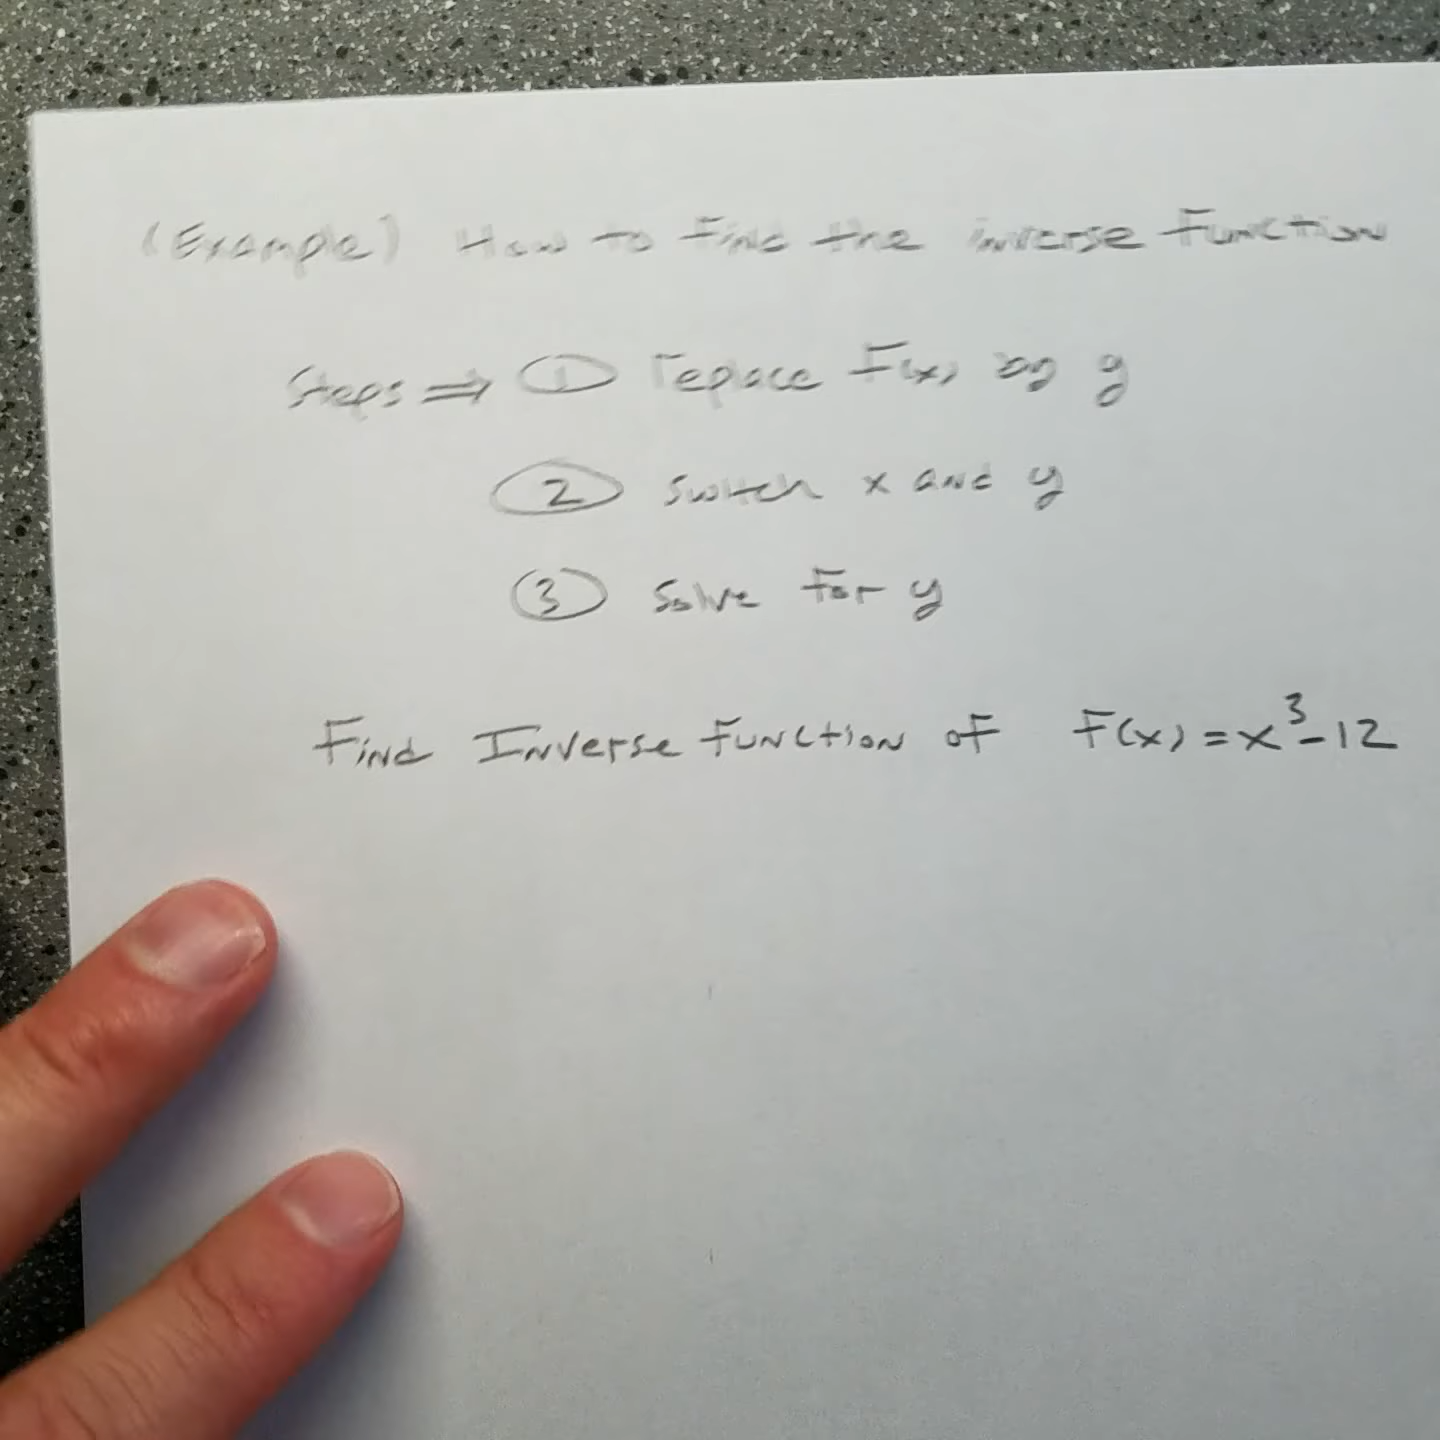 (Example) How to Find the inverse Function
Steps ⇒ ① replace F(x) by y
② Switch x and y
③ Solve for y
Find Inverse Function of F(x) = x³-12